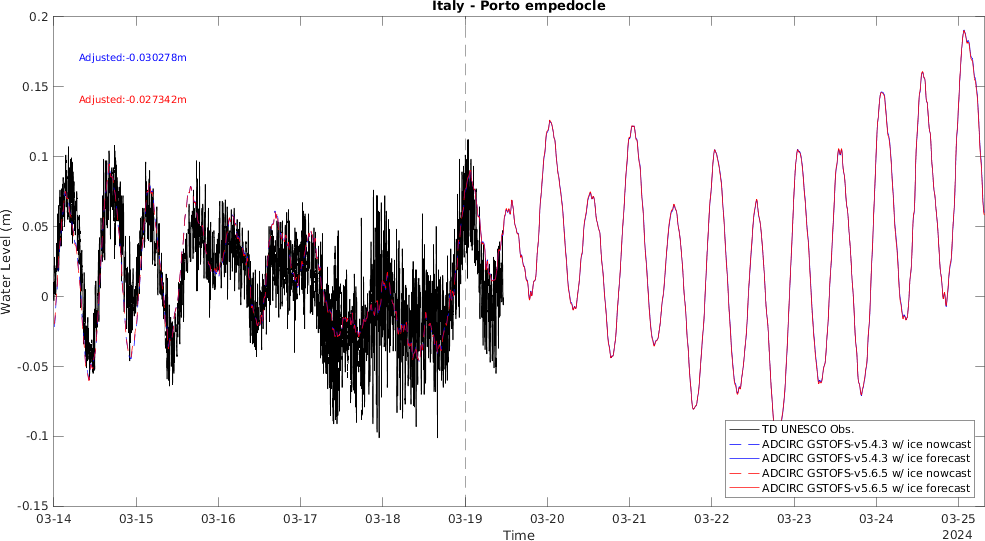 Italy - Porto empedocle
0.2
0.15
0.1
0.05
0
-0.05
-0.1
-0.15
Water Level (m)
Adjusted:-0.030278m
Adjusted:-0.027342m
TD UNESCO Obs.
ADCIRC GSTOFS-v5.4.3 w/ ice nowcast
ADCIRC GSTOFS-v5.4.3 w/ ice forecast
ADCIRC GSTOFS-v5.6.5 w/ ice nowcast
ADCIRC GSTOFS-v5.6.5 w/ ice forecast
03-14 03-15 03-16 03-17 03-18 03-19 03-20 03-21 03-22 03-23 03-24 03-25
Time
2024